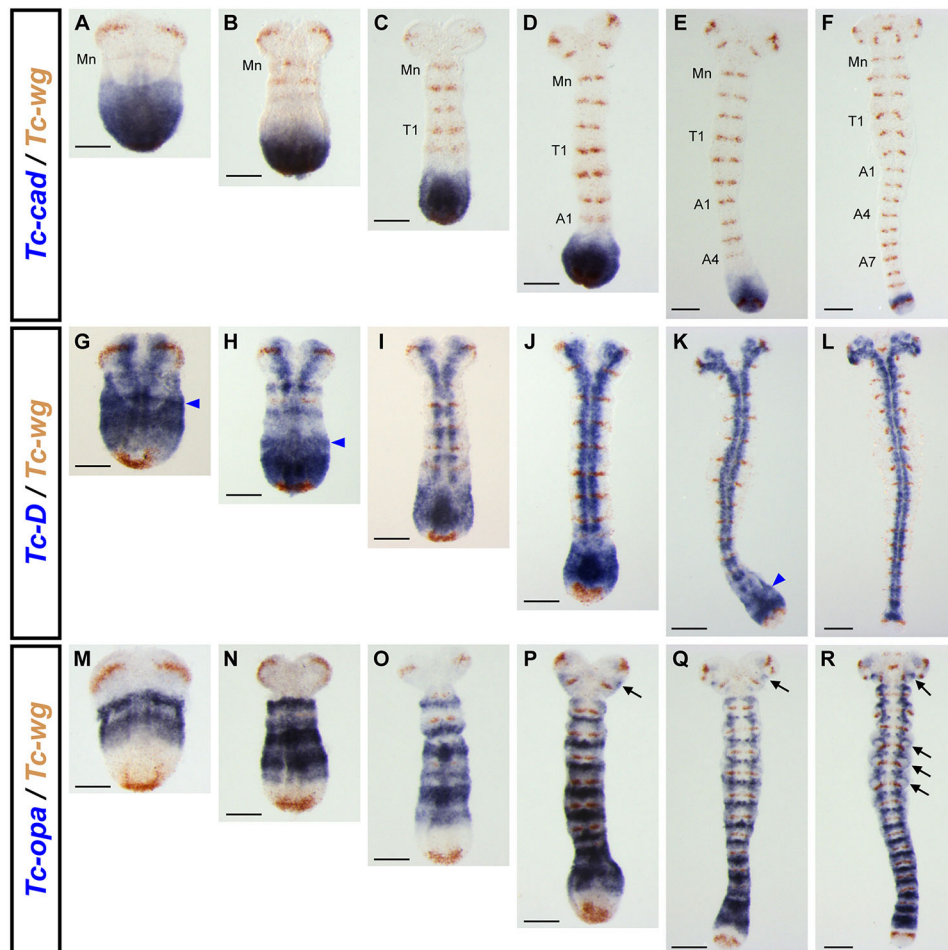 Tc-cad / Tc-wg
A
Mn
B
Mn
C
Mn
T1
D
Mn
T1
A1
E
Mn
T1
A1
A4
F
Mn
T1
A1
A4
A7
Tc-D / Tc-wg
G
H
I
J
K
L
Tc-opa / Tc-wg
M
N
O
P
Q
R